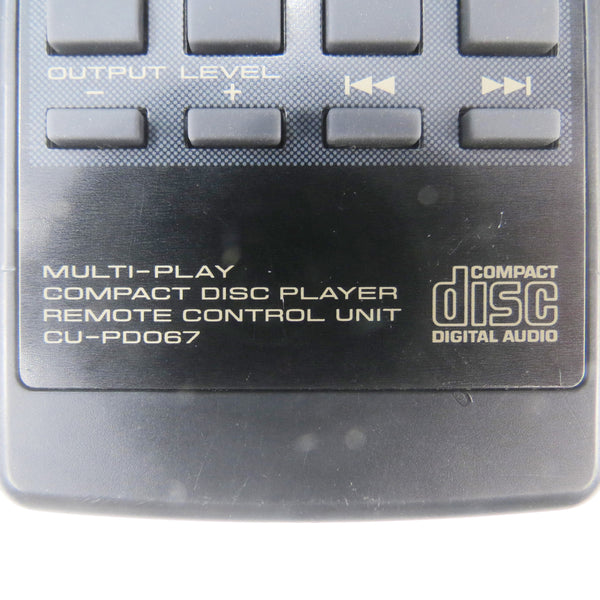 OUTPUT LEVEL
- +
MULTI-PLAY
COMPACT DISC PLAYER
REMOTE CONTROL UNIT
CU-PD067
COMPACT
disc
DIGITAL AUDIO